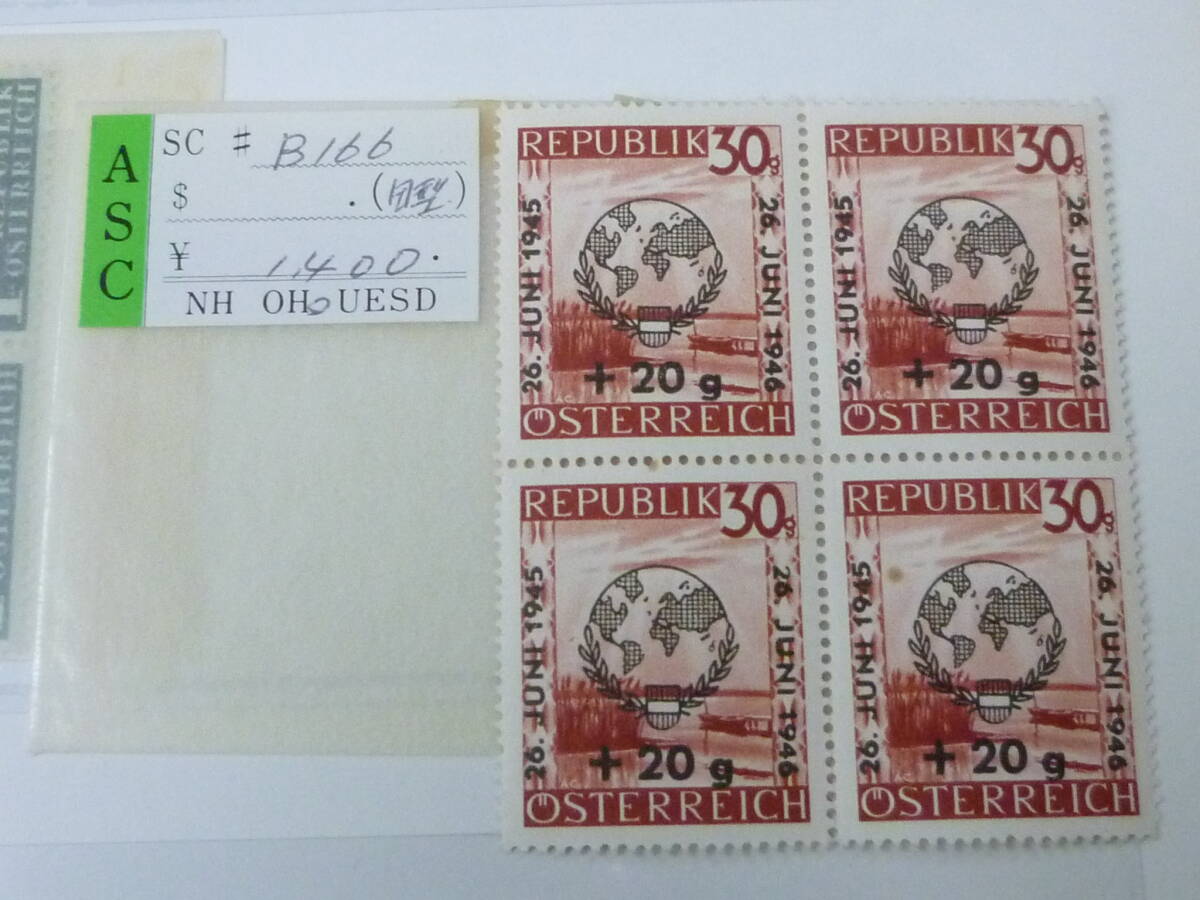 ÖSTERREICH
ASC
SC # B166
$ . (田型)
¥ 1,400.
NH OH UESD
REPUBLIK 30g
26. JUNI 1945
26. JUNI 1946
+ 20 g
ÖSTERREICH
REPUBLIK 30g
26. JUNI 1945
26. JUNI 1946
+ 20 g
ÖSTERREICH
REPUBLIK 30g
26. JUNI 1945
26. JUNI 1946
+ 20 g
ÖSTERREICH
REPUBLIK 30g
26. JUNI 1945
26. JUNI 1946
+ 20 g
ÖSTERREICH